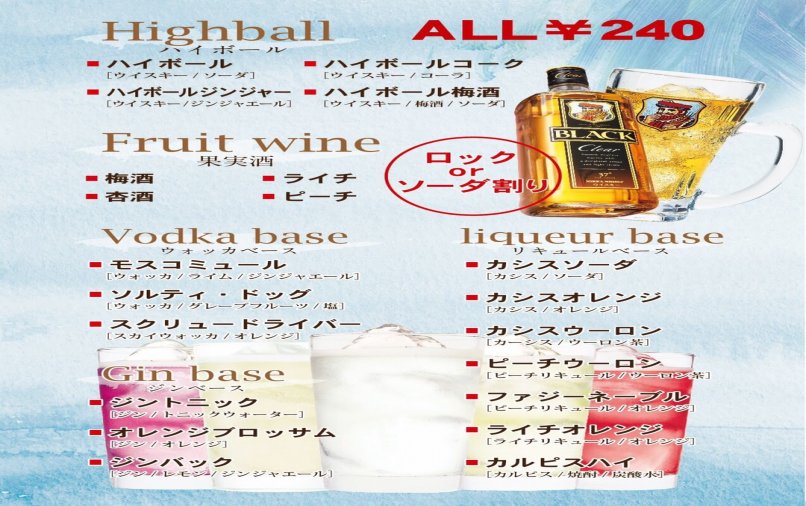 Highball
ハイボール
ALL ¥240
ハイボール
[ウイスキー / ソーダ]
ハイボールコーク
[ウイスキー / コーラ]
ハイボールジンジャー
[ウイスキー/ジンジャエール]
ハイボール梅酒
[ウイスキー / 梅酒 / ソーダ]
BLACK
Clear
37°
ウイスキー
Fruit wine
果実酒
ロック
or
ソーダ割り
梅酒
ライチ
杏酒
ピーチ
Vodka base
ウォッカベース
モスコミュール
[ウォッカ / ライム / ジンジャエール]
ソルティ・ドッグ
[ウォッカ / グレープフルーツ / 塩]
スクリュードライバー
[スカイウォッカ / オレンジ]
Gin base
ジンベース
ジントニック
[ジン / トニックウォーター]
オレンジブロッサム
[ジン / オレンジ]
ジンバック
[ジン / レモン / ジンジャエール]
liqueur base
リキュールベース
カシスソーダ
[カシス / ソーダ]
カシスオレンジ
[カシス / オレンジ]
カシスウーロン
[カーシス / ウーロン茶]
ピーチウーロン
[ピーチリキュール / ウーロン茶]
ファジーネーブル
[ピーチリキュール / オレンジ]
ライチオレンジ
[ライチリキュール / オレンジ]
カルピスハイ
[カルピス / 焼酎 / 炭酸水]